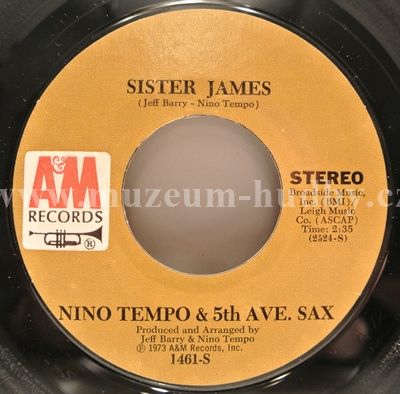 SISTER JAMES
(Jeff Barry - Nino Tempo)
A&M
RECORDS
®
STEREO
Broadside Music,
Inc. (BMI),
Leigh Music
Co. (ASCAP)
Time: 2:35
(2524-S)
www.muzeum-hudby.cz
NINO TEMPO & 5th AVE. SAX
Produced and Arranged by
Jeff Barry & Nino Tempo
℗ 1973 A&M Records, Inc.
1461-S